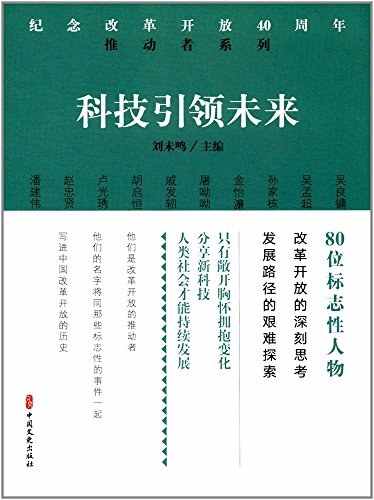 纪念改革开放40周年
推动者系列
科技引领未来
刘未鸣／主编
吴良镛
吴孟超
孙家栋
金怡濂
屠呦呦
戚发轫
胡启恒
卢光琇
赵忠贤
潘建伟
80位标志性人物
改革开放的深刻思考
发展路径的艰难探索
只有敞开胸怀拥抱变化
分享新科技
人类社会才能持续发展
他们是改革开放的推动者
他们的名字将同那些标志性的事件一起
写进中国改革开放的历史
中国文史出版社